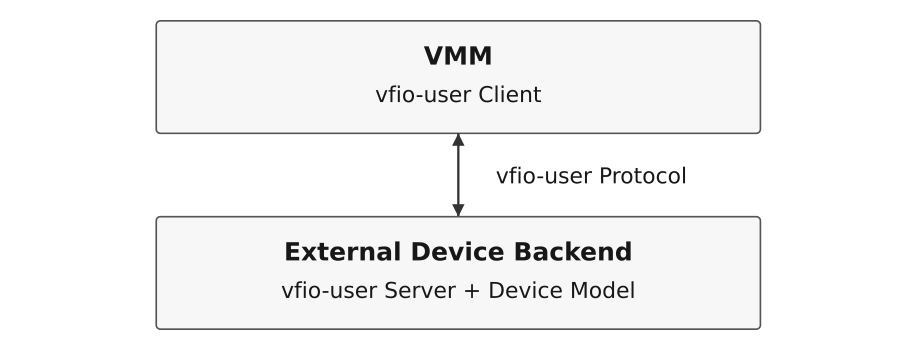 VMM
vfio-user Client
vfio-user Protocol
External Device Backend
vfio-user Server + Device Model